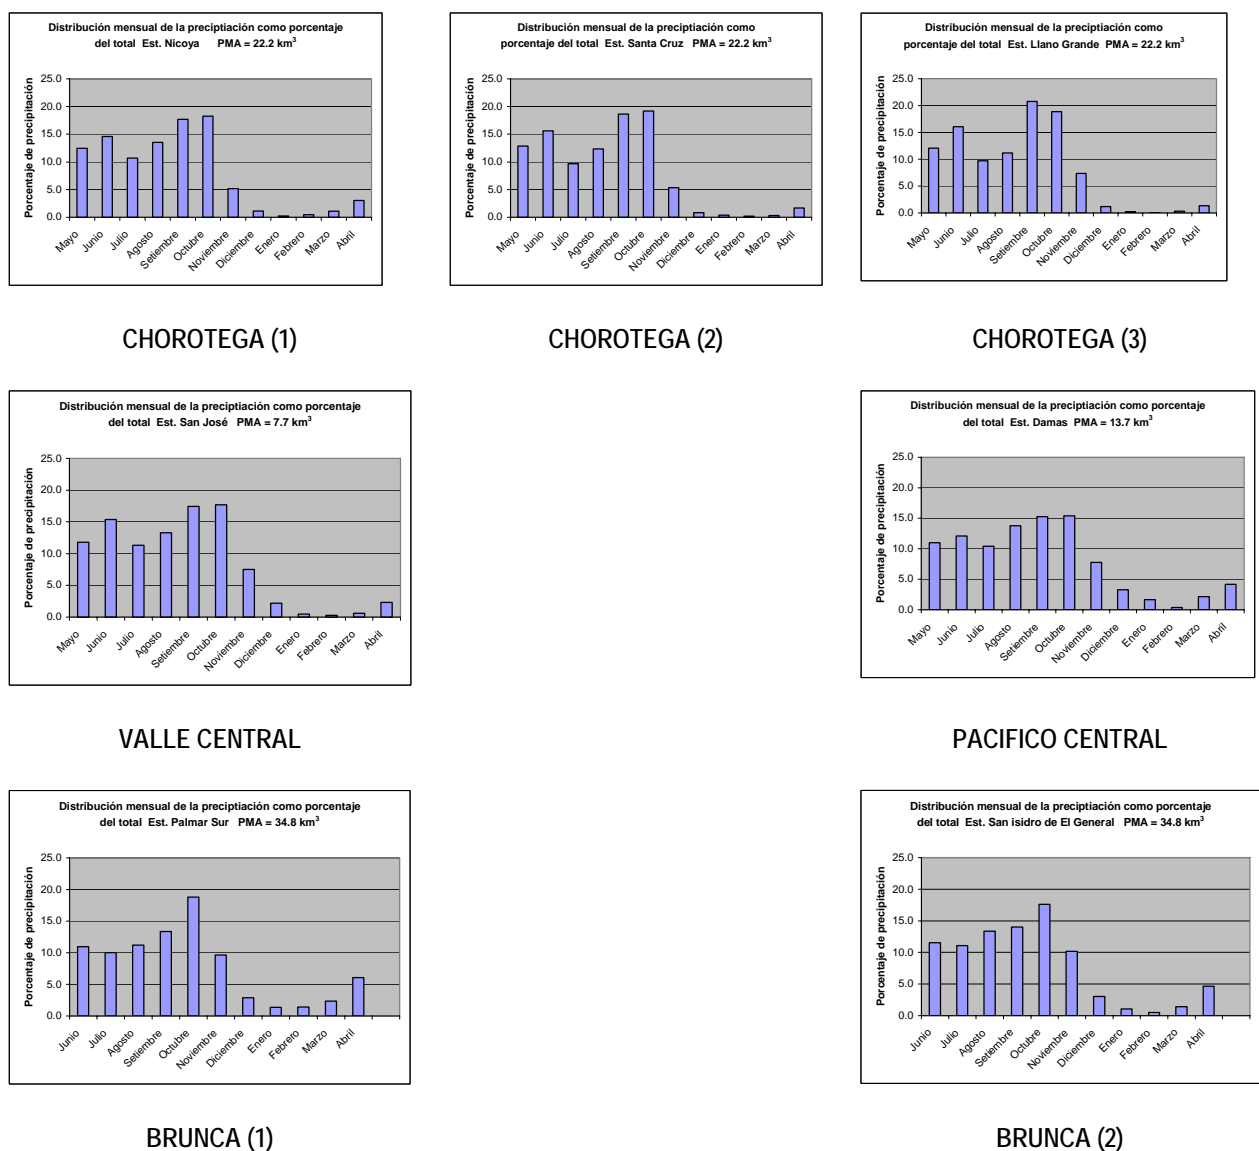 Distribución mensual de la preciptiación como porcentaje
del total Est. Nicoya PMA = 22.2 km³
Porcentaje de precipitación
25.0
20.0
15.0
10.0
5.0
0.0
Mayo
Junio
Julio
Agosto
Setiembre
Octubre
Noviembre
Diciembre
Enero
Febrero
Marzo
Abril
CHOROTEGA (1)
Distribución mensual de la preciptiación como
porcentaje del total Est. Santa Cruz PMA = 22.2 km³
Porcentaje de precipitación
25.0
20.0
15.0
10.0
5.0
0.0
Mayo
Junio
Julio
Agosto
Setiembre
Octubre
Noviembre
Diciembre
Enero
Febrero
Marzo
Abril
CHOROTEGA (2)
Distribución mensual de la preciptiación como
porcentaje del total Est. Llano Grande PMA = 22.2 km³
Porcentaje de precipitación
25.0
20.0
15.0
10.0
5.0
0.0
Mayo
Junio
Julio
Agosto
Setiembre
Octubre
Noviembre
Diciembre
Enero
Febrero
Marzo
Abril
CHOROTEGA (3)
Distribución mensual de la preciptiación como porcentaje
del total Est. San José PMA = 7.7 km³
Porcentaje de precipitación
25.0
20.0
15.0
10.0
5.0
0.0
Mayo
Junio
Julio
Agosto
Setiembre
Octubre
Noviembre
Diciembre
Enero
Febrero
Marzo
Abril
VALLE CENTRAL
Distribución mensual de la preciptiación como porcentaje
del total Est. Damas PMA = 13.7 km³
Porcentaje de precipitación
25.0
20.0
15.0
10.0
5.0
0.0
Mayo
Junio
Julio
Agosto
Setiembre
Octubre
Noviembre
Diciembre
Enero
Febrero
Marzo
Abril
PACIFICO CENTRAL
Distribución mensual de la preciptiación como porcentaje
del total Est. Palmar Sur PMA = 34.8 km³
Porcentaje de precipitación
25.0
20.0
15.0
10.0
5.0
0.0
Junio
Julio
Agosto
Setiembre
Octubre
Noviembre
Diciembre
Enero
Febrero
Marzo
Abril
BRUNCA (1)
Distribución mensual de la preciptiación como porcentaje
del total Est. San isidro de El General PMA = 34.8 km³
Porcentaje de precipitación
25.0
20.0
15.0
10.0
5.0
0.0
Junio
Julio
Agosto
Setiembre
Octubre
Noviembre
Diciembre
Enero
Febrero
Marzo
Abril
BRUNCA (2)